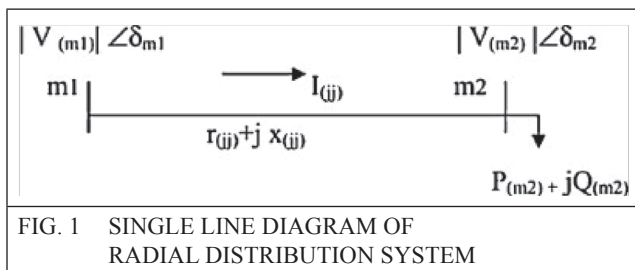 |V (m1)| ∠δm1 |V(m2)| ∠δm2
m1 I(jj) m2
r(jj)+j x(jj)
P(m2) + jQ(m2)
FIG. 1 SINGLE LINE DIAGRAM OF
RADIAL DISTRIBUTION SYSTEM